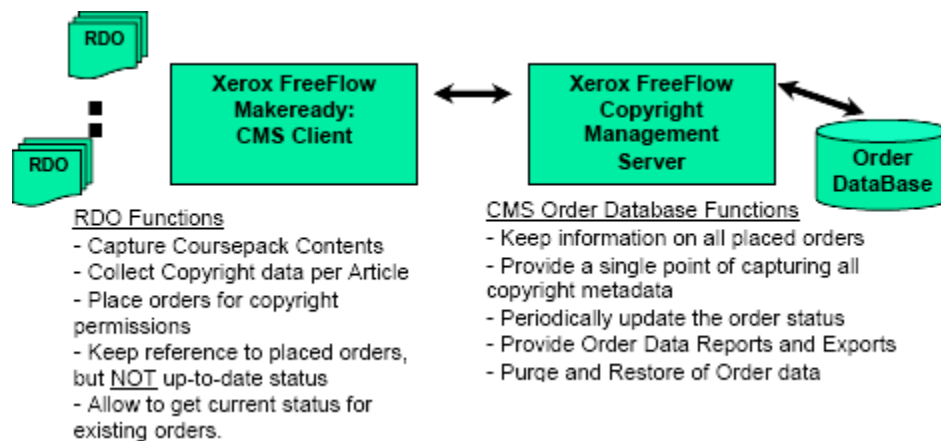 RDO
RDO
Xerox FreeFlow
Makeready:
CMS Client
Xerox FreeFlow
Copyright
Management
Server
Order
DataBase
RDO Functions
- Capture Coursepack Contents
- Collect Copyright data per Article
- Place orders for copyright
permissions
- Keep reference to placed orders,
but NOT up-to-date status
- Allow to get current status for
existing orders.
CMS Order Database Functions
- Keep information on all placed orders
- Provide a single point of capturing all
copyright metadata
- Periodically update the order status
- Provide Order Data Reports and Exports
- Purge and Restore of Order data